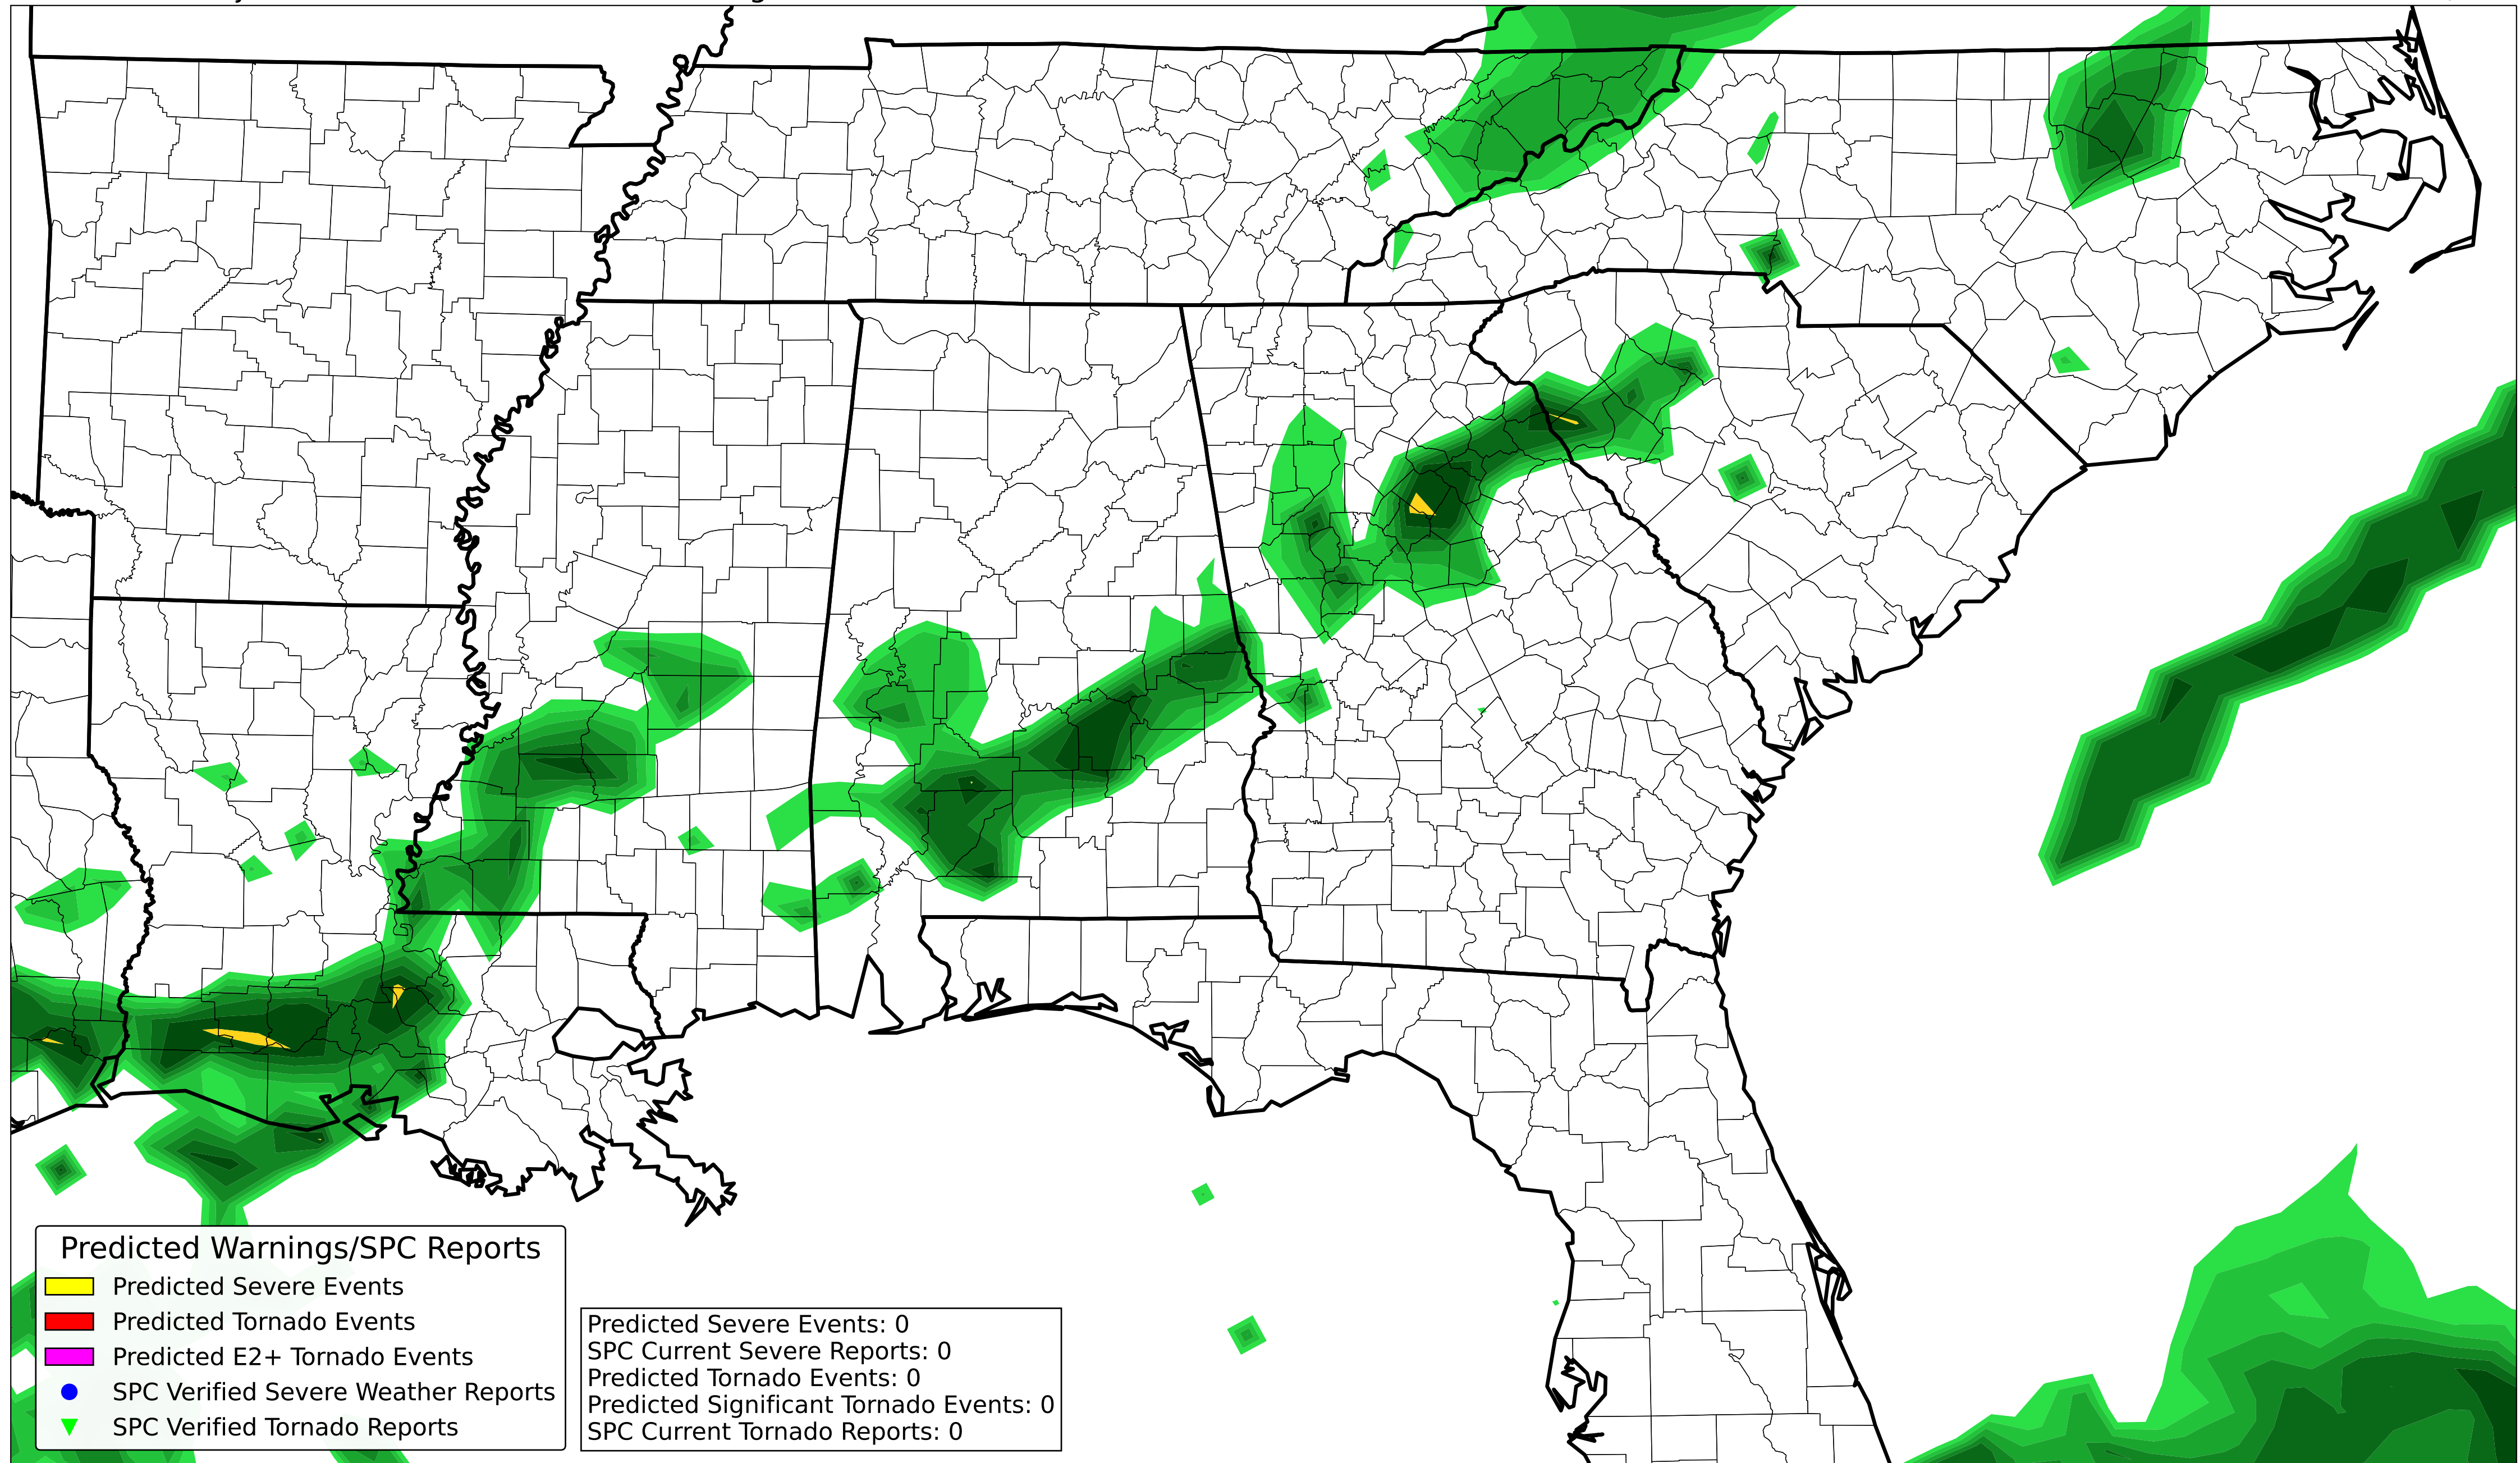 Predicted Warnings/SPC Reports
Predicted Severe Events
Predicted Tornado Events
Predicted E2+ Tornado Events
SPC Verified Severe Weather Reports
SPC Verified Tornado Reports
Predicted Severe Events: 0
SPC Current Severe Reports: 0
Predicted Tornado Events: 0
Predicted Significant Tornado Events: 0
SPC Current Tornado Reports: 0